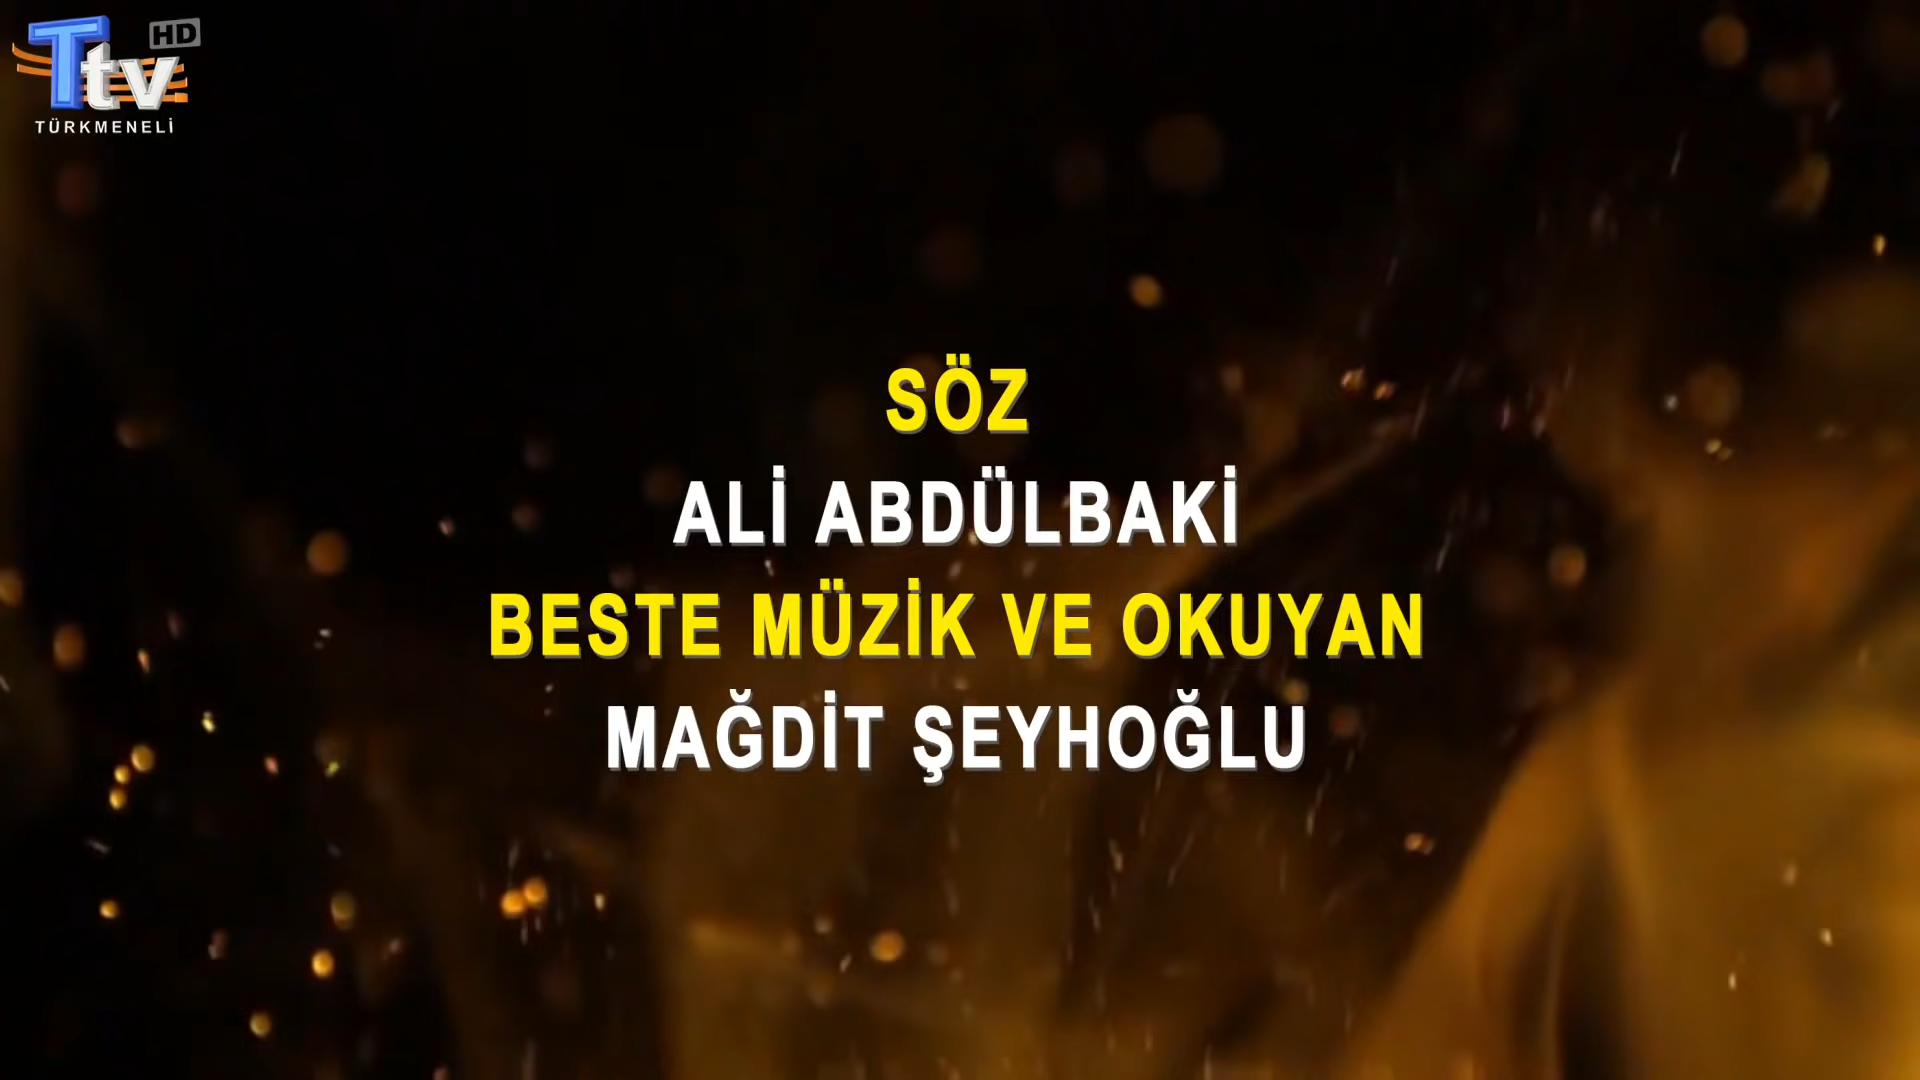 Ttv HD
TÜRKMENELİ
SÖZ
ALİ ABDÜLBAKİ
BESTE MÜZİK VE OKUYAN
MAĞDİT ŞEYHOĞLU